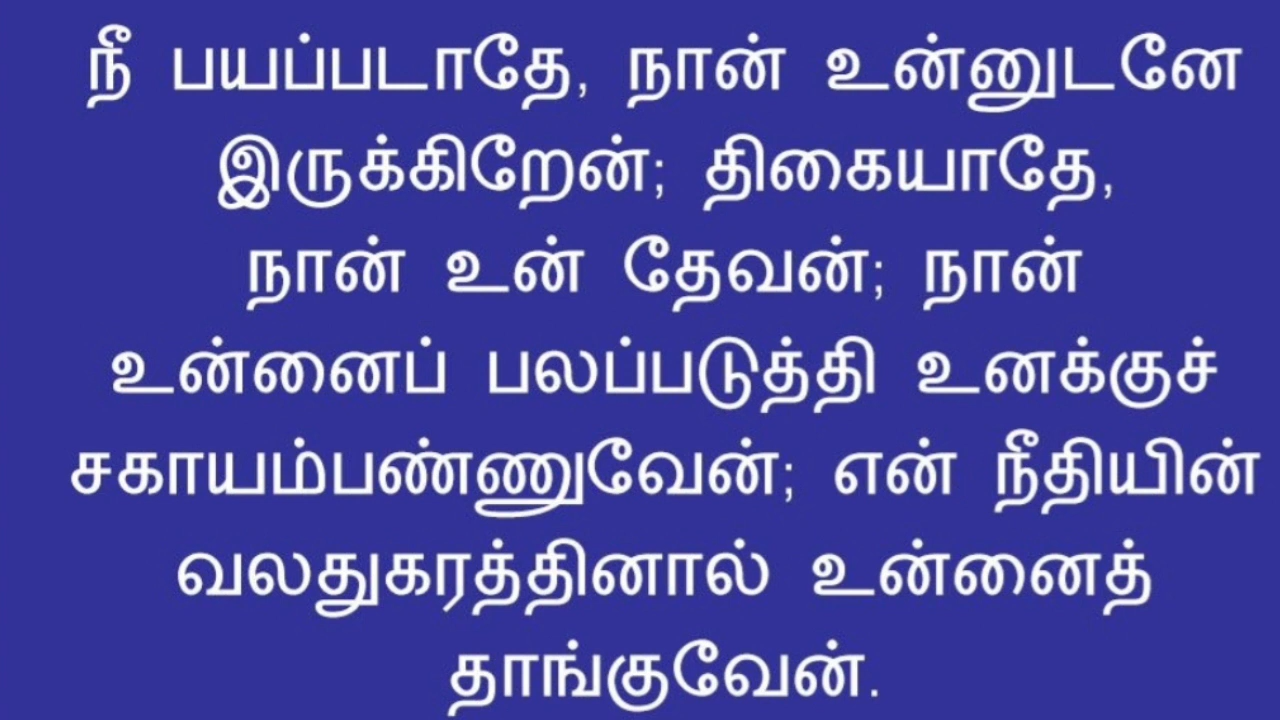 நீ பயப்படாதே, நான் உன்னுடனே
இருக்கிறேன்; திகையாதே,
நான் உன் தேவன்; நான்
உன்னைப் பலப்படுத்தி உனக்குச்
சகாயம்பண்ணுவேன்; என் நீதியின்
வலதுகரத்தினால் உன்னைத்
தாங்குவேன்.